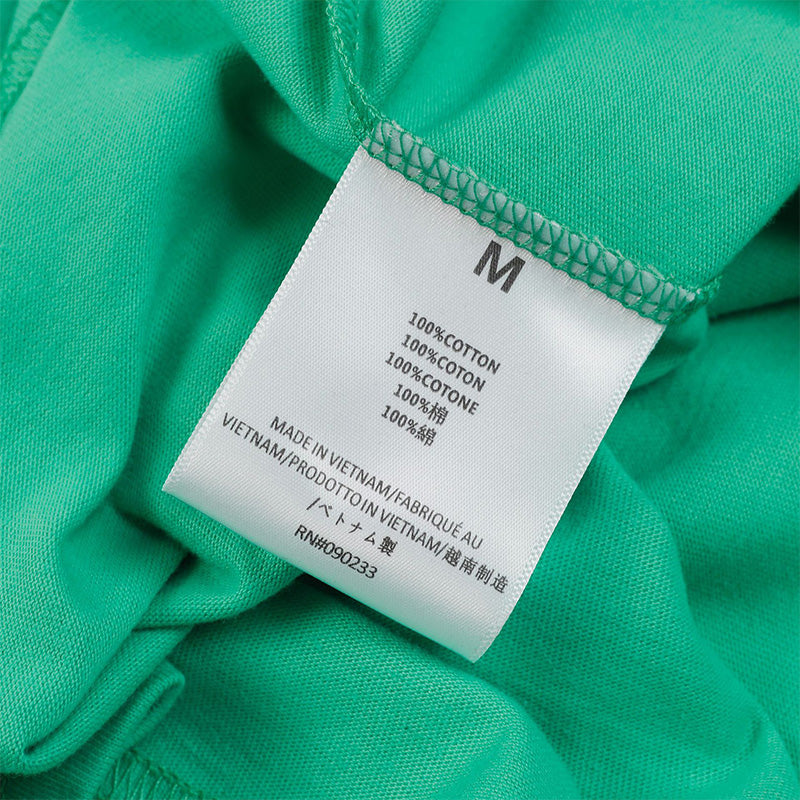 M
100%COTTON
100%COTON
100%COTONE
100%棉
100%綿
MADE IN VIETNAM/FABRIQUÉ AU
VIETNAM/PRODOTTO IN VIETNAM/越南制造
/ベトナム製
RN#090233